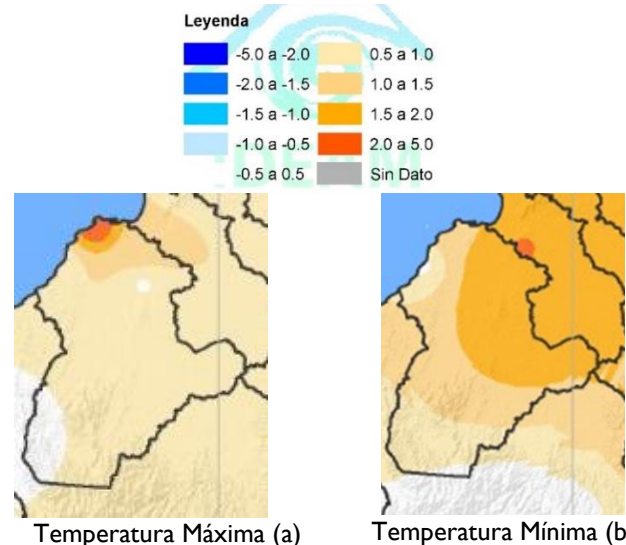 Leyenda
-5.0 a -2.0 0.5 a 1.0
-2.0 a -1.5 1.0 a 1.5
-1.5 a -1.0 1.5 a 2.0
-1.0 a -0.5 2.0 a 5.0
-0.5 a 0.5 Sin Dato
IDEAM
Temperatura Máxima (a)
Temperatura Mínima (b